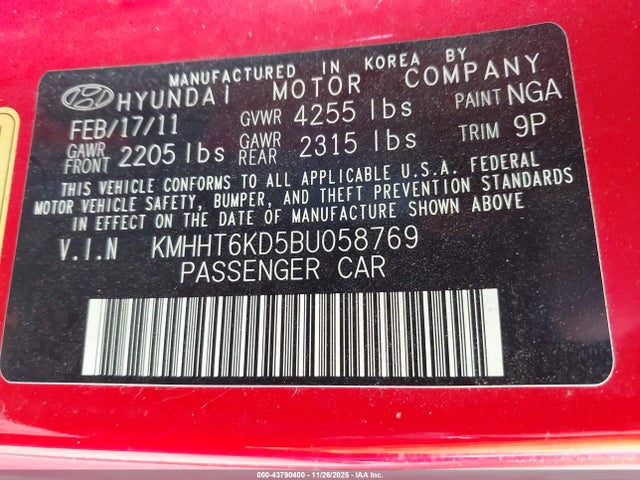 MANUFACTURED IN KOREA BY
HYUNDAI MOTOR COMPANY
FEB/17/11 GVWR 4255 lbs PAINT NGA
GAWR FRONT 2205 lbs GAWR REAR 2315 lbs TRIM 9P
THIS VEHICLE CONFORMS TO ALL APPLICABLE U.S.A. FEDERAL
MOTOR VEHICLE SAFETY, BUMPER, AND THEFT PREVENTION STANDARDS
IN EFFECT ON THE DATE OF MANUFACTURE SHOWN ABOVE
V.I.N KMHHT6KD5BU058769
PASSENGER CAR
000-43790400 - 11/26/2025 - Copyright © 2025 IAA, Inc.